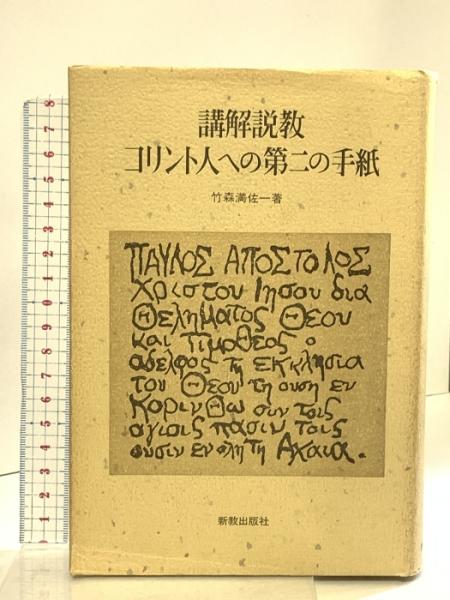 講解説教
コリント人への第二の手紙
竹森満佐一著
ΠΑΥΛΟΣ ΑΠΟΣΤΟΛΟΣ
Χριστου Ιησου δια
Θεληματος Θεου
και Τιμοθεος ο
αδελφος τη εκκλησια
του Θεου τη ουση εν
Κορινθω συν τοις
αγιοις πασιν τοις
ουσιν εν ολη τη Αχαια.
新教出版社